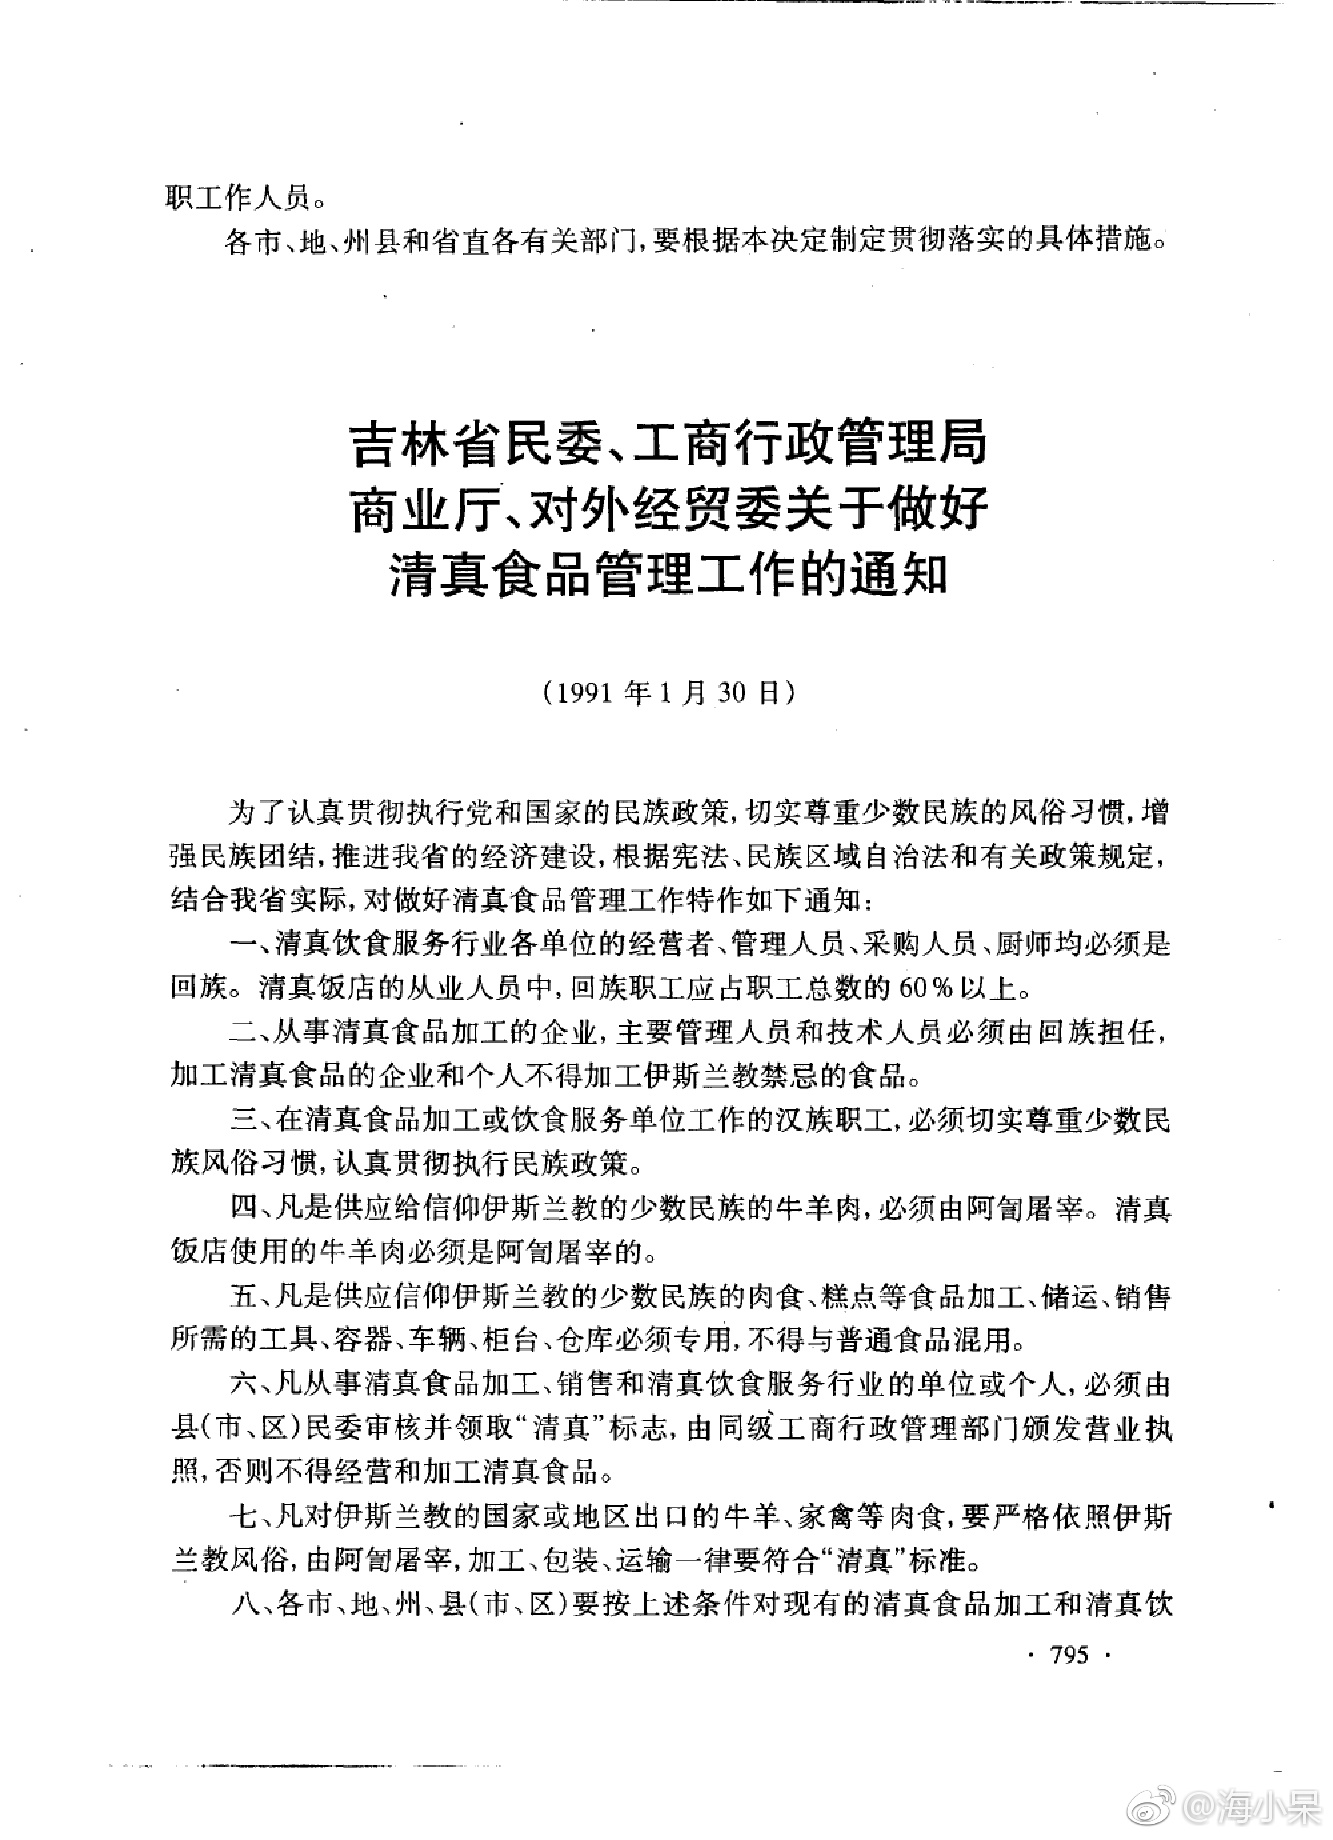 职工作人员。
各市、地、州县和省直各有关部门,要根据本决定制定贯彻落实的具体措施。
吉林省民委、工商行政管理局
商业厅、对外经贸委关于做好
清真食品管理工作的通知
(1991年1月30日)
为了认真贯彻执行党和国家的民族政策,切实尊重少数民族的风俗习惯,增
强民族团结,推进我省的经济建设,根据宪法、民族区域自治法和有关政策规定,
结合我省实际,对做好清真食品管理工作特作如下通知:
一、清真饮食服务行业各单位的经营者、管理人员、采购人员、厨师均必须是
回族。清真饭店的从业人员中,回族职工应占职工总数的60%以上。
二、从事清真食品加工的企业,主要管理人员和技术人员必须由回族担任,
加工清真食品的企业和个人不得加工伊斯兰教禁忌的食品。
三、在清真食品加工或饮食服务单位工作的汉族职工,必须切实尊重少数民
族风俗习惯,认真贯彻执行民族政策。
四、凡是供应给信仰伊斯兰教的少数民族的牛羊肉,必须由阿訇屠宰。清真
饭店使用的牛羊肉必须是阿訇屠宰的。
五、凡是供应信仰伊斯兰教的少数民族的肉食、糕点等食品加工、储运、销售
所需的工具、容器、车辆、柜台、仓库必须专用,不得与普通食品混用。
六、凡从事清真食品加工、销售和清真饮食服务行业的单位或个人,必须由
县(市、区)民委审核并领取“清真”标志,由同级工商行政管理部门颁发营业执
照,否则不得经营和加工清真食品。
七、凡对伊斯兰教的国家或地区出口的牛羊、家禽等肉食,要严格依照伊斯
兰教风俗,由阿訇屠宰,加工、包装、运输一律要符合“清真”标准。
八、各市、地、州、县(市、区)要按上述条件对现有的清真食品加工和清真饮
·795·
@海小呆